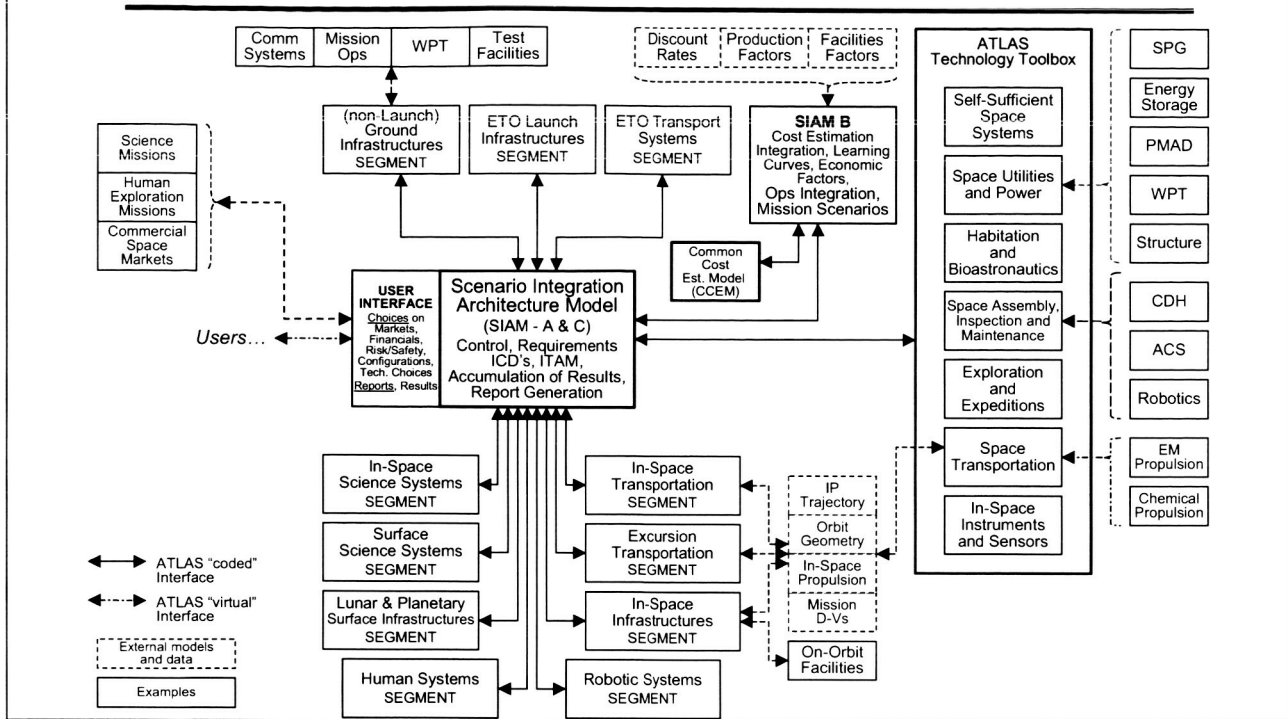 Comm
Systems
Mission
Ops
WPT
Test
Facilities
Discount
Rates
Production
Factors
Facilities
Factors
ATLAS
Technology Toolbox
SPG
Energy
Storage
PMAD
WPT
Structure
CDH
ACS
Robotics
EM
Propulsion
Chemical
Propulsion
Self-Sufficient
Space
Systems
Space Utilities
and Power
Habitation
and
Bioastronautics
Space Assembly,
Inspection and
Maintenance
Exploration
and
Expeditions
Space
Transportation
In-Space
Instruments
and Sensors
(non-Launch)
Ground
Infrastructures
SEGMENT
ETO Launch
Infrastructures
SEGMENT
ETO Transport
Systems
SEGMENT
SIAM B
Cost Estimation
Integration, Learning
Curves, Economic
Factors,
Ops Integration,
Mission Scenarios
Common
Cost
Est. Model
(CCEM)
Science
Missions
Human
Exploration
Missions
Commercial
Space
Markets
Users...
USER
INTERFACE
Choices on
Markets,
Financials,
Risk/Safety,
Configurations,
Tech. Choices
Reports, Results
Scenario Integration
Architecture Model
(SIAM - A & C)
Control, Requirements
ICD's, ITAM,
Accumulation of Results,
Report Generation
In-Space
Science Systems
SEGMENT
Surface
Science Systems
SEGMENT
Lunar & Planetary
Surface Infrastructures
SEGMENT
Human Systems
SEGMENT
In-Space
Transportation
SEGMENT
Excursion
Transportation
SEGMENT
In-Space
Infrastructures
SEGMENT
Robotic Systems
SEGMENT
IP
Trajectory
Orbit
Geometry
In-Space
Propulsion
Mission
D-Vs
On-Orbit
Facilities
ATLAS "coded"
Interface
ATLAS "virtual"
Interface
External models
and data
Examples